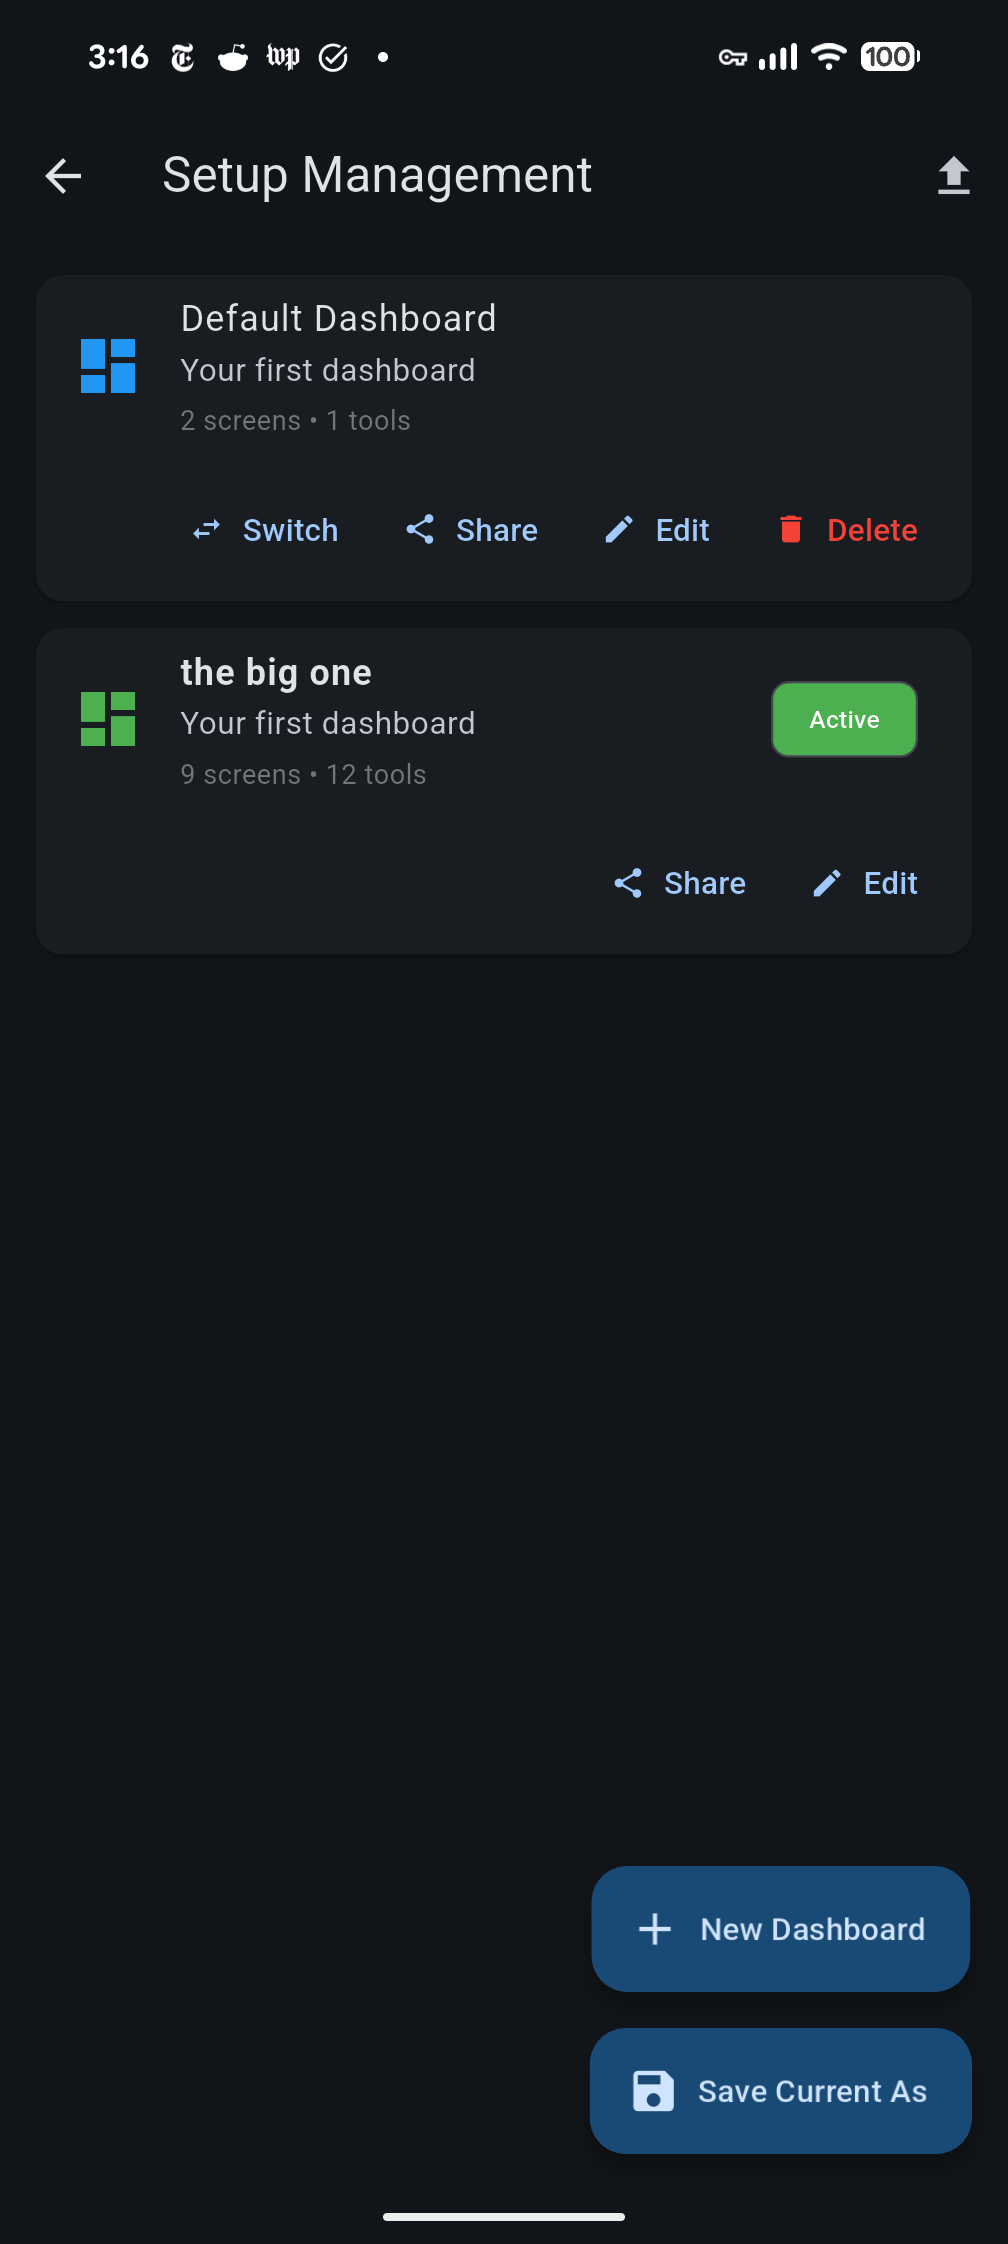 3:16
wp
100
Setup Management
Default Dashboard
Your first dashboard
2 screens • 1 tools
Switch
Share
Edit
Delete
the big one
Your first dashboard
9 screens • 12 tools
Active
Share
Edit
New Dashboard
Save Current As